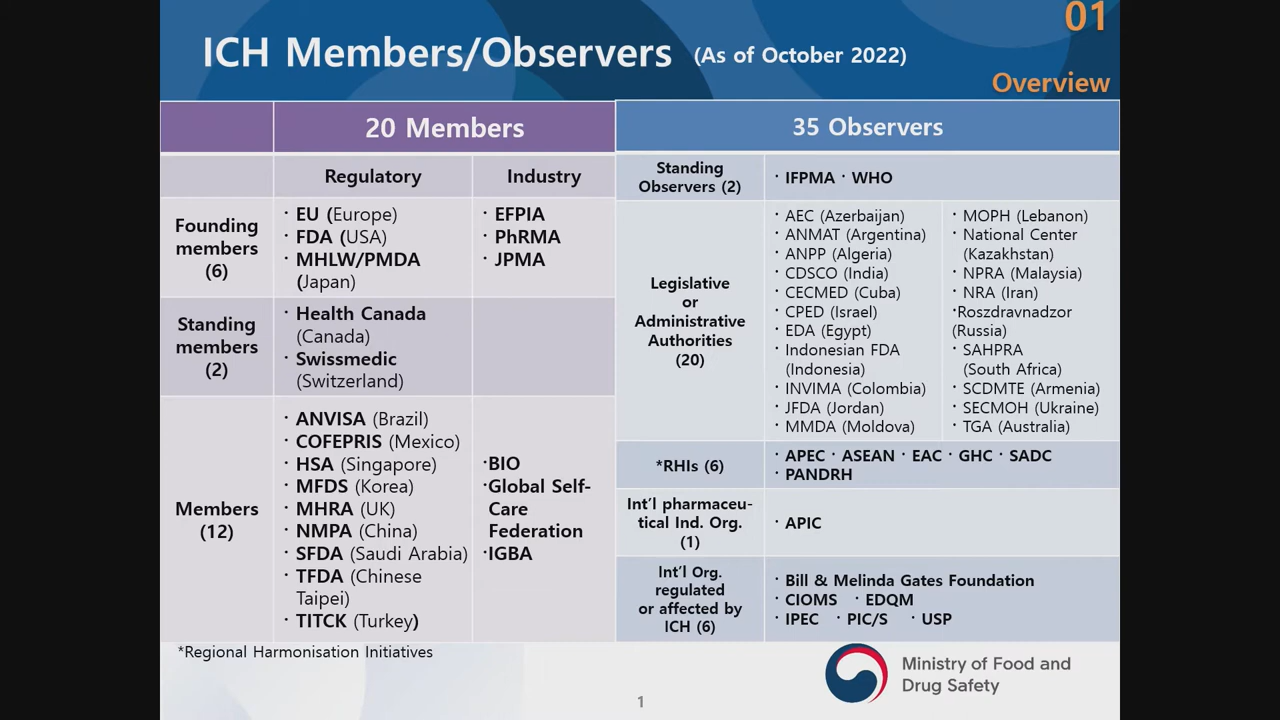 01
ICH Members/Observers (As of October 2022)
Overview
20 Members
35 Observers
Regulatory
Industry
Founding
members
(6)
· EU (Europe)
· FDA (USA)
· MHLW/PMDA
(Japan)
· EFPIA
· PhRMA
· JPMA
Standing
members
(2)
· Health Canada
(Canada)
· Swissmedic
(Switzerland)
Members
(12)
· ANVISA (Brazil)
· COFEPRIS (Mexico)
· HSA (Singapore)
· MFDS (Korea)
· MHRA (UK)
· NMPA (China)
· SFDA (Saudi Arabia)
· TFDA (Chinese
Taipei)
· TITCK (Turkey)
·BIO
·Global Self-
Care
Federation
·IGBA
Standing
Observers (2)
· IFPMA · WHO
Legislative
or
Administrative
Authorities
(20)
· AEC (Azerbaijan)
· ANMAT (Argentina)
· ANPP (Algeria)
· CDSCO (India)
· CECMED (Cuba)
· CPED (Israel)
· EDA (Egypt)
· Indonesian FDA
(Indonesia)
· INVIMA (Colombia)
· JFDA (Jordan)
· MMDA (Moldova)
· MOPH (Lebanon)
· National Center
(Kazakhstan)
· NPRA (Malaysia)
· NRA (Iran)
·Roszdravnadzor
(Russia)
· SAHPRA
(South Africa)
· SCDMTE (Armenia)
· SECMOH (Ukraine)
· TGA (Australia)
*RHIs (6)
· APEC · ASEAN · EAC · GHC · SADC
· PANDRH
Int’l pharmaceu-
tical Ind. Org.
(1)
· APIC
Int’l Org.
regulated
or affected by
ICH (6)
· Bill & Melinda Gates Foundation
· CIOMS · EDQM
· IPEC · PIC/S · USP
*Regional Harmonisation Initiatives
Ministry of Food and
Drug Safety
1